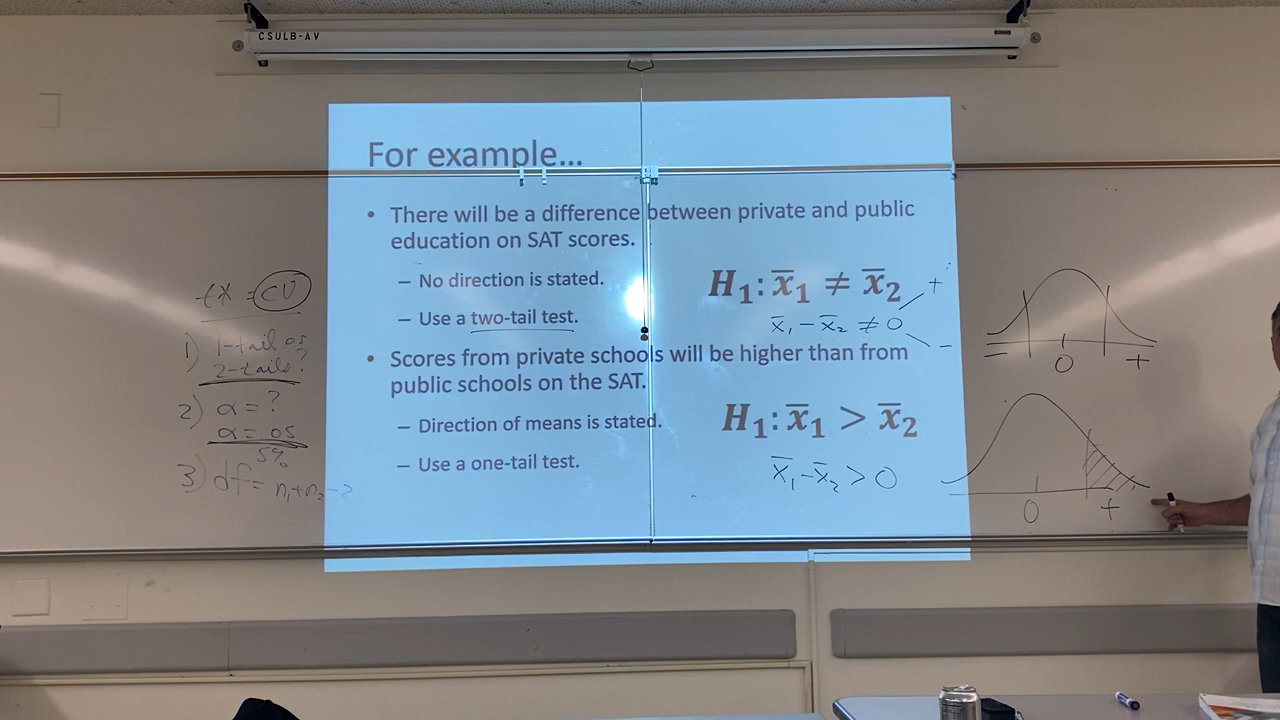 CSULB-AV
For example...
• There will be a difference between private and public
education on SAT scores.
– No direction is stated.
– Use a two-tail test.
H₁: x̄₁ ≠ x̄₂
x̄₁ - x̄₂ ≠ 0
+
-
• Scores from private schools will be higher than from
public schools on the SAT.
– Direction of means is stated.
– Use a one-tail test.
H₁: x̄₁ > x̄₂
x̄₁ - x̄₂ > 0
= CV
1) 1-tail or
2-tails?
2) α = ?
α = .05
5%
3) df = n₁+n₂-2
- 0 +
0 +